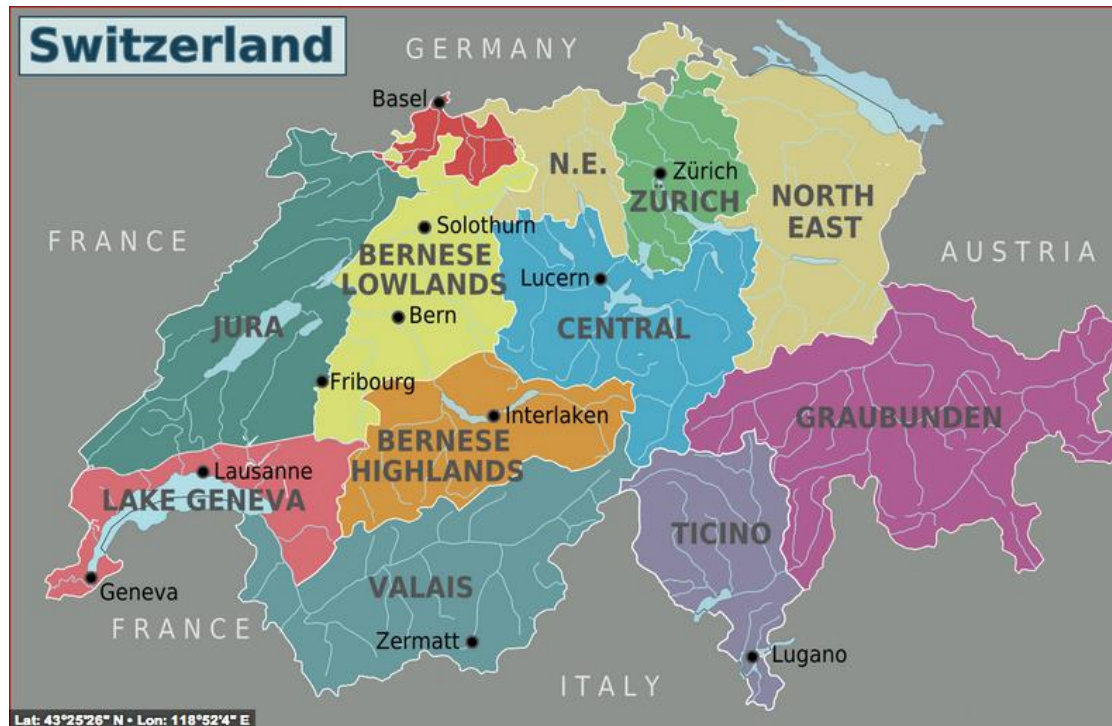 Switzerland
GERMANY
Basel
N.E.
Zürich
ZÜRICH
NORTH
EAST
FRANCE
Solothurn
BERNESE
LOWLANDS
AUSTRIA
Lucern
JURA
Bern
CENTRAL
Fribourg
Interlaken
GRAUBUNDEN
BERNESE
HIGHLANDS
Lausanne
LAKE GENEVA
TICINO
Geneva
VALAIS
FRANCE
Zermatt
Lugano
ITALY
Lat: 43°25'26" N • Lon: 118°52'4" E